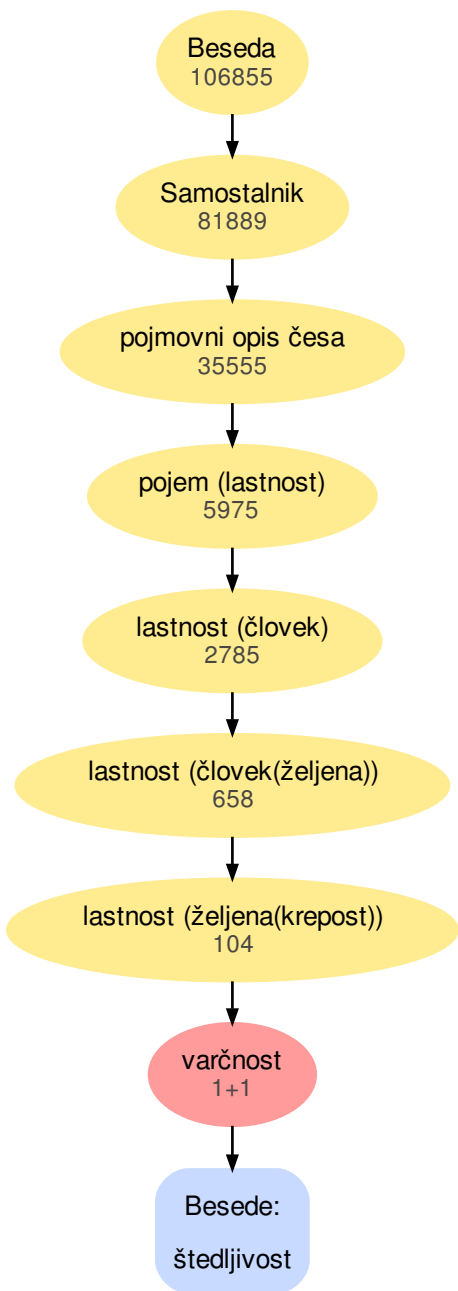 Beseda
106855
Samostalnik
81889
pojmovni opis česa
35555
pojem (lastnost)
5975
lastnost (človek)
2785
lastnost (človek(željena))
658
lastnost (željena(krepost))
104
varčnost
1+1
Besede:
štedljivost